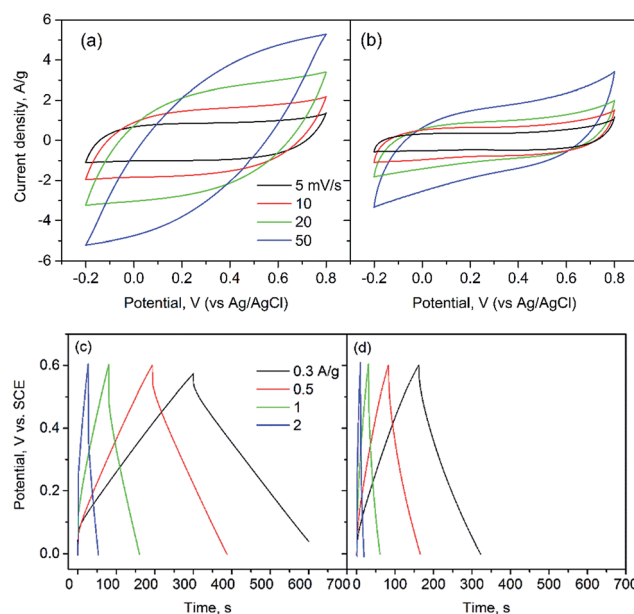 (a)
(b)
Current density, A/g
6
4
2
0
-2
-4
-6
5 mV/s
10
20
50
-0.2 0.0 0.2 0.4 0.6 0.8 -0.2 0.0 0.2 0.4 0.6 0.8
Potential, V (vs Ag/AgCl) Potential, V (vs Ag/AgCl)
(c)
(d)
Potential, V vs. SCE
0.6
0.4
0.2
0.0
0.3 A/g
0.5
1
2
0 100 200 300 400 500 600 700 0 100 200 300 400 500 600 700
Time, s Time, s